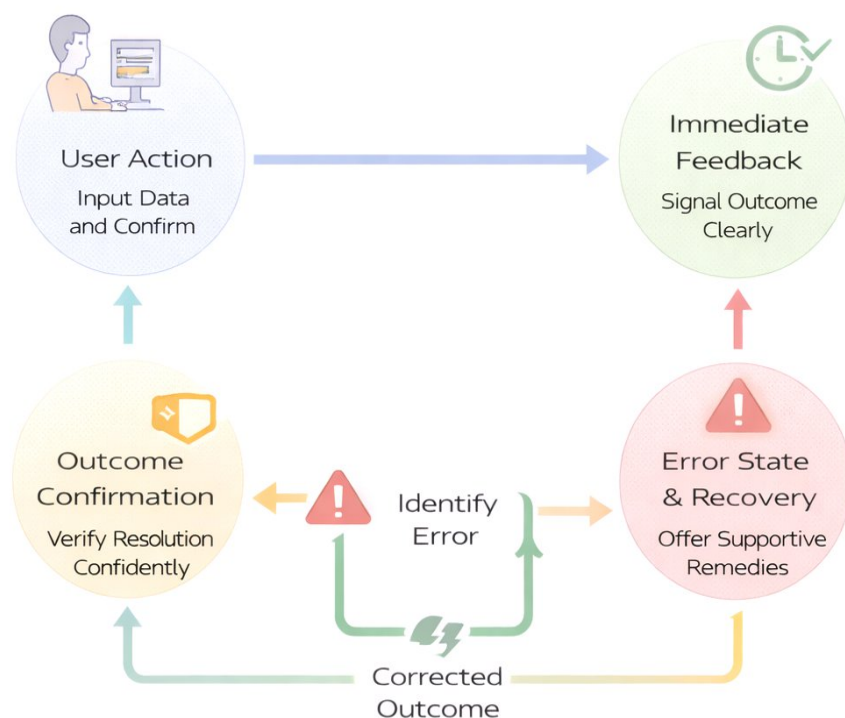 User Action
Input Data
and Confirm
Immediate
Feedback
Signal Outcome
Clearly
Outcome
Confirmation
Verify Resolution
Confidently
Identify
Error
Error State
& Recovery
Offer Supportive
Remedies
Corrected
Outcome